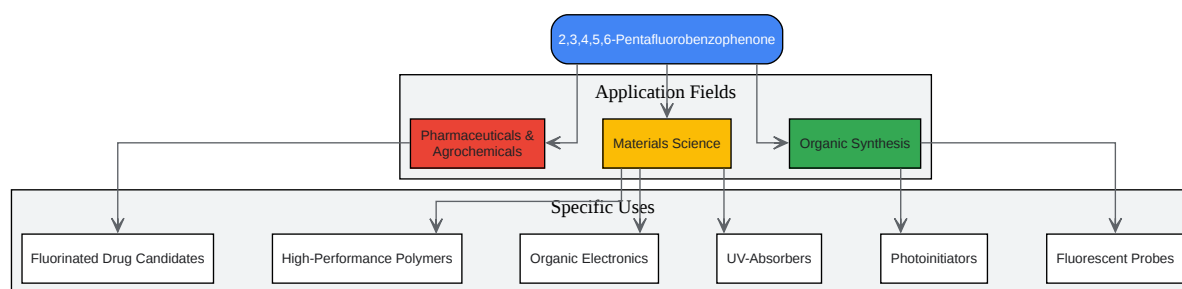 2,3,4,5,6-Pentafluorobenzophenone
Application Fields
Pharmaceuticals &
Agrochemicals
Materials Science
Organic Synthesis
Specific Uses
Fluorinated Drug Candidates
High-Performance Polymers
Organic Electronics
UV-Absorbers
Photoinitiators
Fluorescent Probes